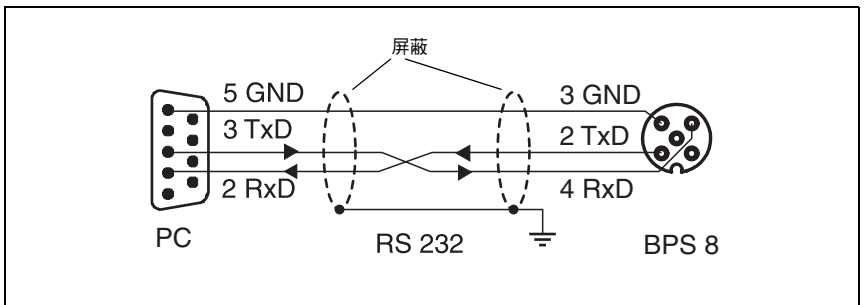 屏蔽
5 GND
3 GND
3 TxD
2 TxD
2 RxD
4 RxD
PC
RS 232
BPS 8